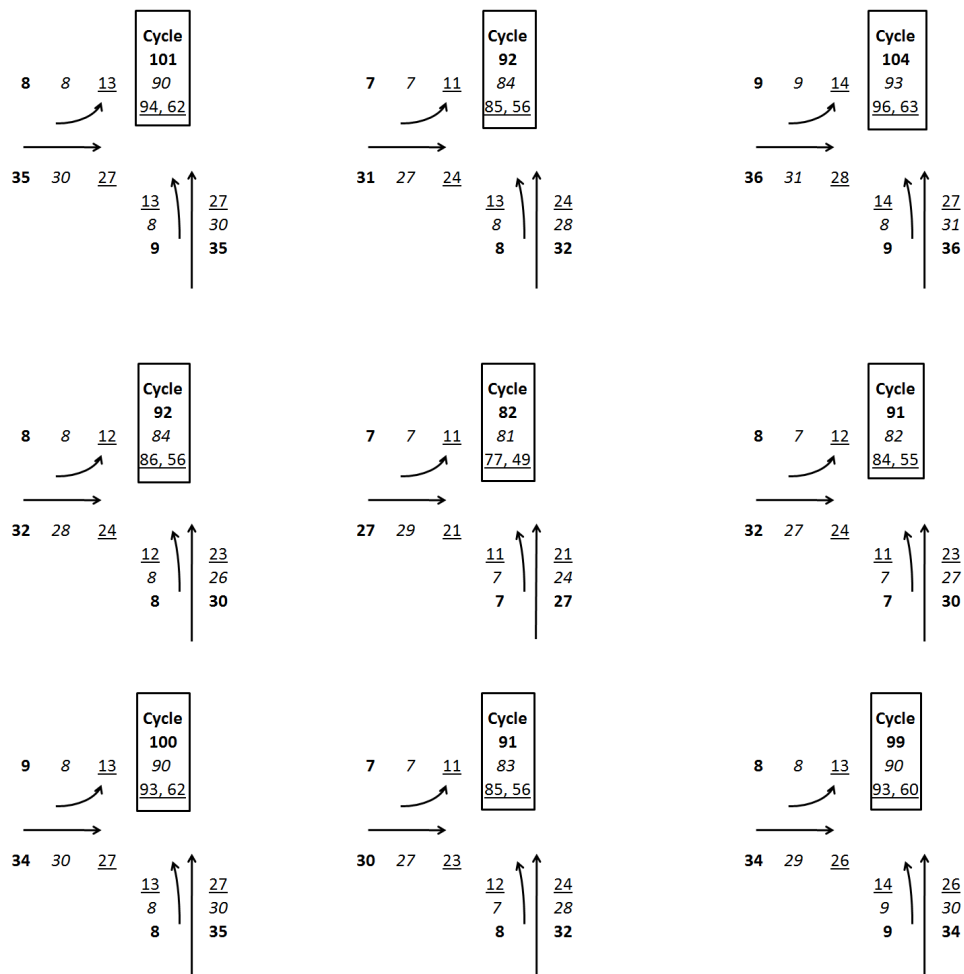 Cycle
101
8 8 13 90
94, 62
35 30 27
13 27
8 30
9 35
Cycle
92
7 7 11 84
85, 56
31 27 24
13 24
8 28
8 32
Cycle
104
9 9 14 93
96, 63
36 31 28
14 27
8 31
9 36
Cycle
92
8 8 12 84
86, 56
32 28 24
12 23
8 26
8 30
Cycle
82
7 7 11 81
77, 49
27 29 21
11 21
7 24
7 27
Cycle
91
8 7 12 82
84, 55
32 27 24
11 23
7 27
7 30
Cycle
100
9 8 13 90
93, 62
34 30 27
13 27
8 30
8 35
Cycle
91
7 7 11 83
85, 56
30 27 23
12 24
7 28
8 32
Cycle
99
8 8 13 90
93, 60
34 29 26
14 26
9 30
9 34